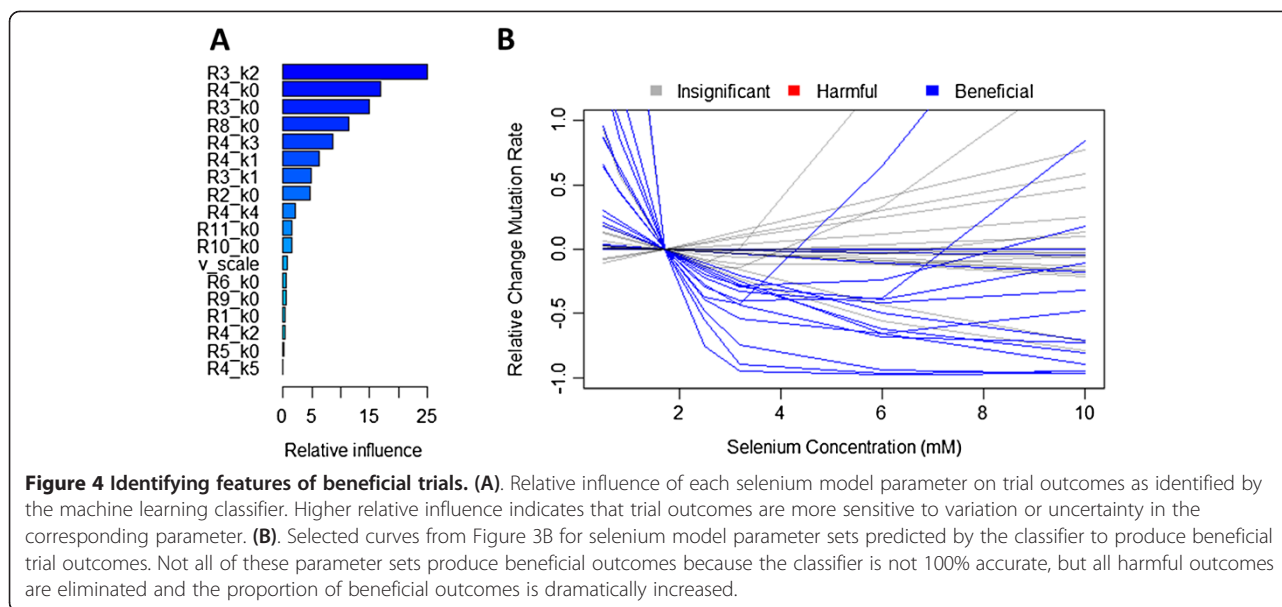 A
R3_k2
R4_k0
R3_k0
R8_k0
R4_k3
R4_k1
R3_k1
R2_k0
R4_k4
R11_k0
R10_k0
v_scale
R6_k0
R9_k0
R1_k0
R4_k2
R5_k0
R4_k5
0 5 15 25
Relative influence
B
Insignificant Harmful Beneficial
Relative Change Mutation Rate
1.0
0.5
0.0
-0.5
-1.0
2 4 6 8 10
Selenium Concentration (mM)
Figure 4 Identifying features of beneficial trials. (A). Relative influence of each selenium model parameter on trial outcomes as identified by
the machine learning classifier. Higher relative influence indicates that trial outcomes are more sensitive to variation or uncertainty in the
corresponding parameter. (B). Selected curves from Figure 3B for selenium model parameter sets predicted by the classifier to produce beneficial
trial outcomes. Not all of these parameter sets produce beneficial outcomes because the classifier is not 100% accurate, but all harmful outcomes
are eliminated and the proportion of beneficial outcomes is dramatically increased.